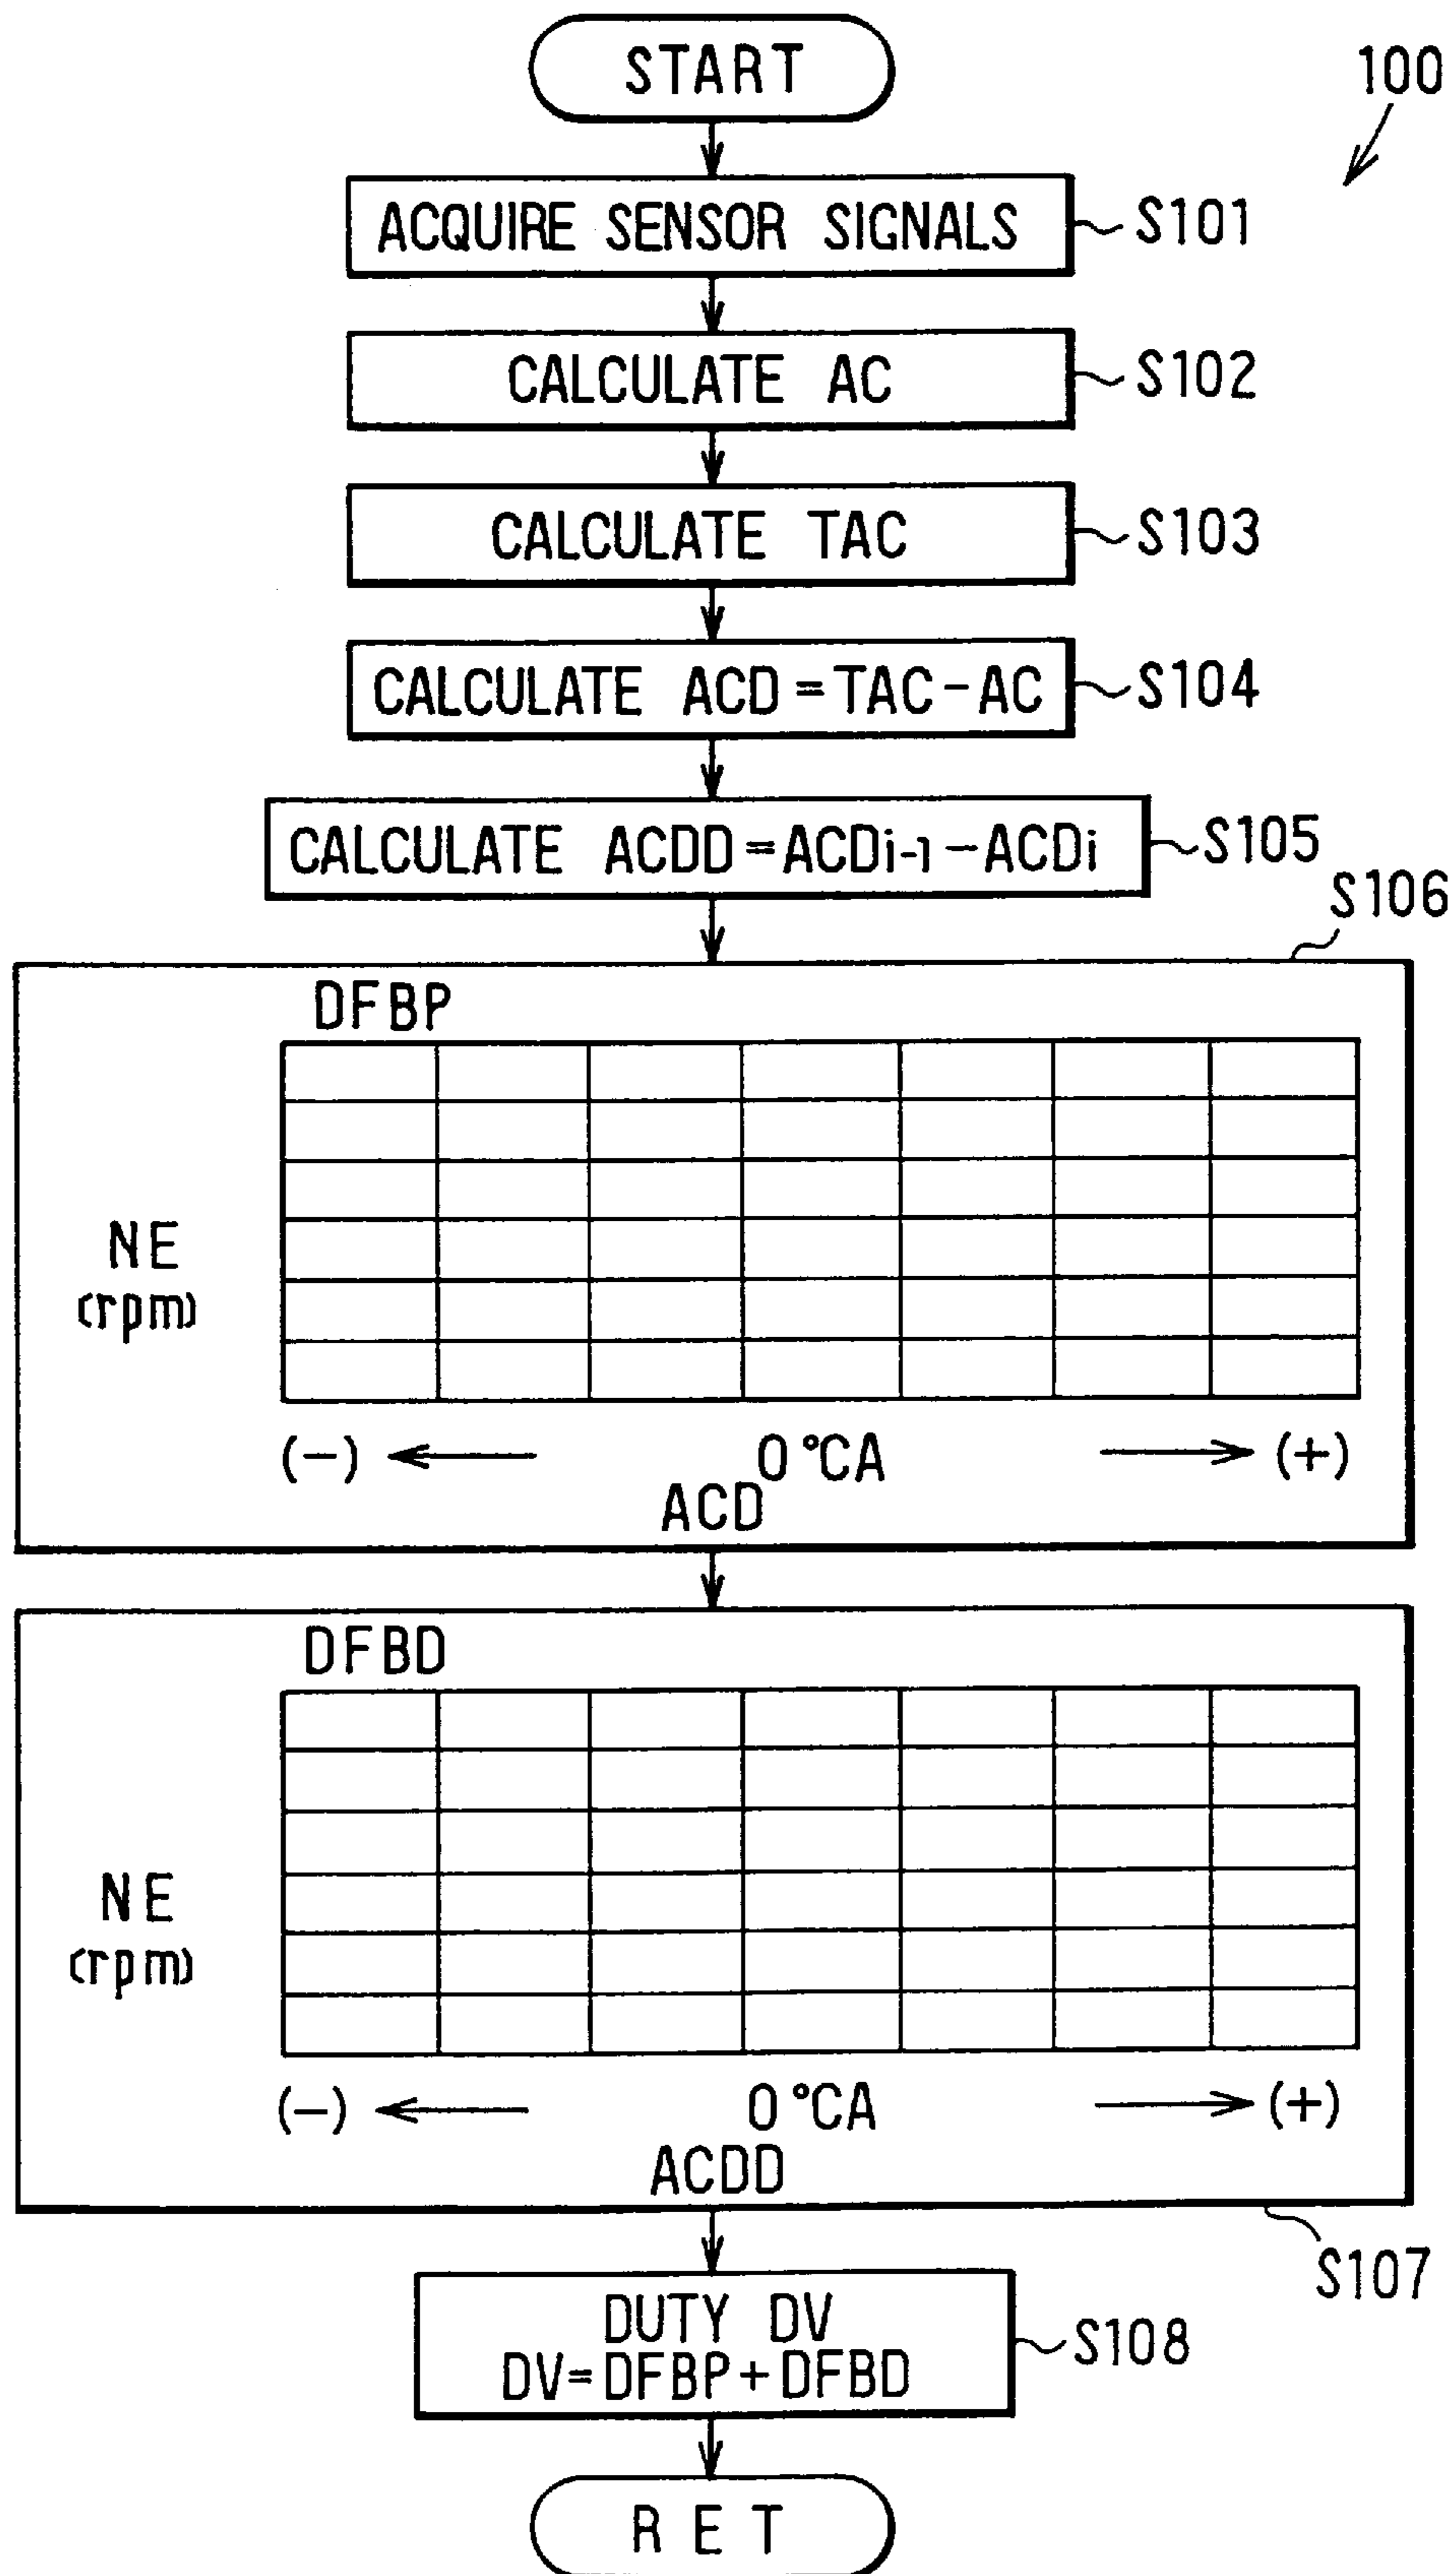 START
100
ACQUIRE SENSOR SIGNALS
S101
CALCULATE AC
S102
CALCULATE TAC
S103
CALCULATE ACD=TAC-AC
S104
CALCULATE ACDD=ACDi-1-ACDi
S105
S106
DFBP
NE
(rpm)
(-) 0°CA (+)
ACD
DFBD
NE
(rpm)
(-) 0°CA (+)
ACDD
S107
DUTY DV
DV=DFBP+DFBD
S108
RET